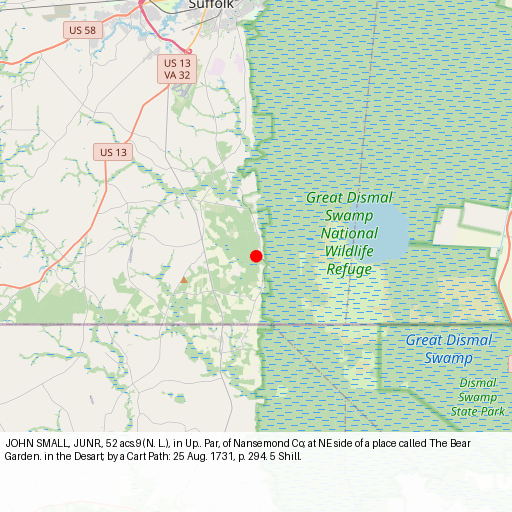 Suffolk
US 58
US 13
VA 32
US 13
Great Dismal
Swamp
National
Wildlife
Refuge
Great Dismal
Swamp
Dismal
Swamp
State Park
JOHN SMALL, JUNR, 52 acs.9 (N. L.), in Up. Par, of Nansemond Co; at NE side of a place called The Bear
Garden. in the Desart; by a Cart Path: 25 Aug. 1731, p. 294. 5 Shill.